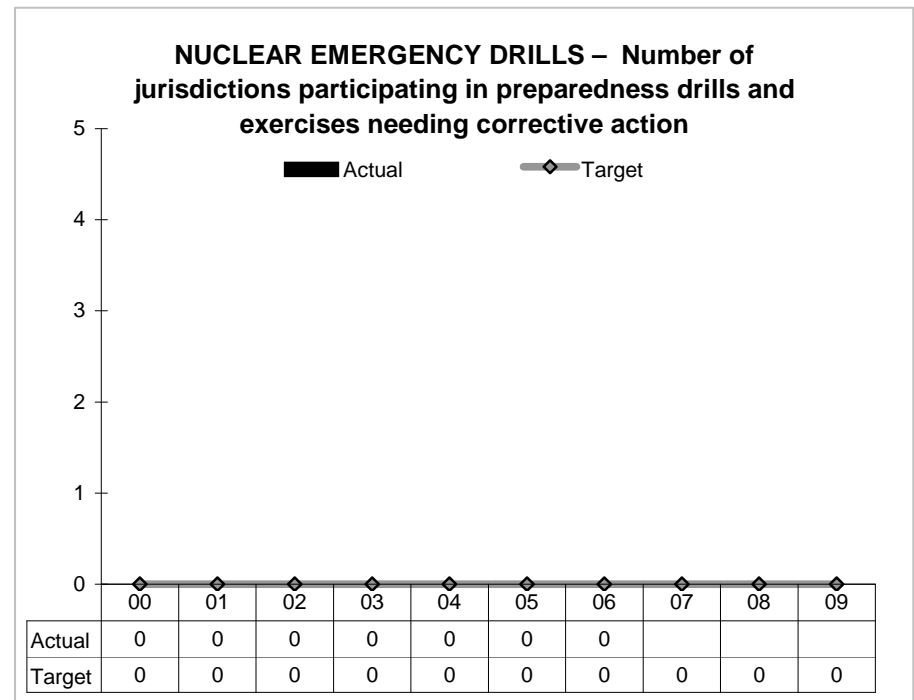 NUCLEAR EMERGENCY DRILLS – Number of
jurisdictions participating in preparedness drills and
exercises needing corrective action
Actual Target
5
4
3
2
1
0
00 01 02 03 04 05 06 07 08 09
Actual 0 0 0 0 0 0 0
Target 0 0 0 0 0 0 0 0 0 0